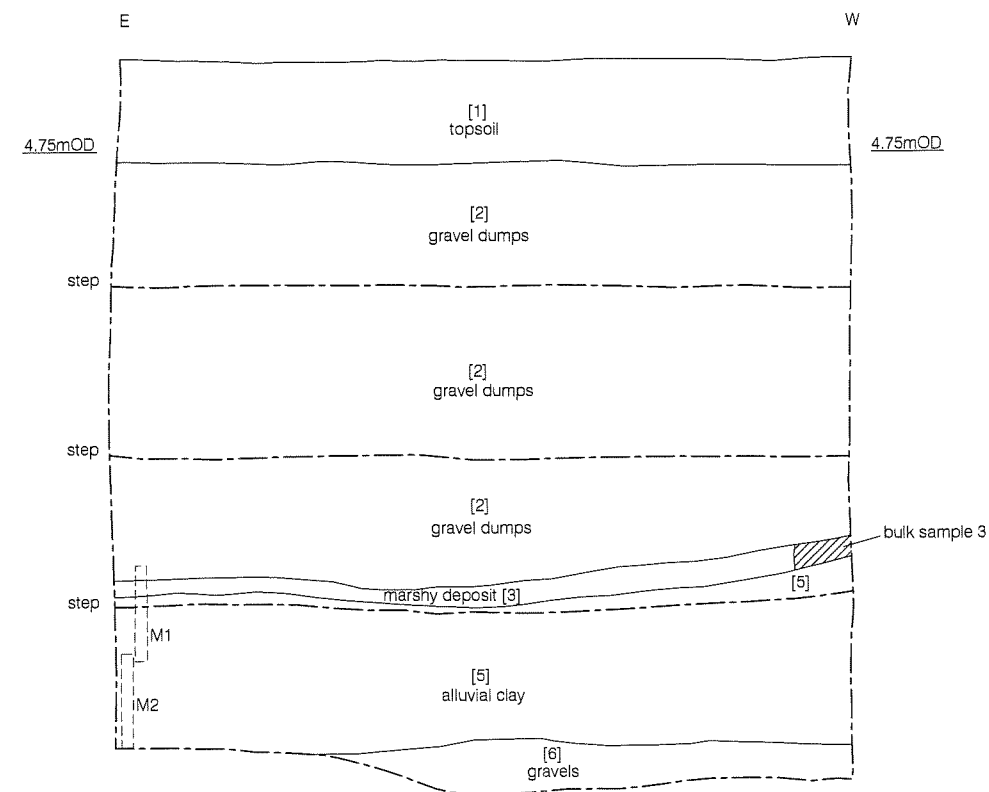 E
W
[1]
topsoil
4.75mOD
4.75mOD
[2]
gravel dumps
step
[2]
gravel dumps
step
[2]
gravel dumps
bulk sample 3
[5]
marshy deposit [3]
step
M1
[5]
alluvial clay
M2
[6]
gravels